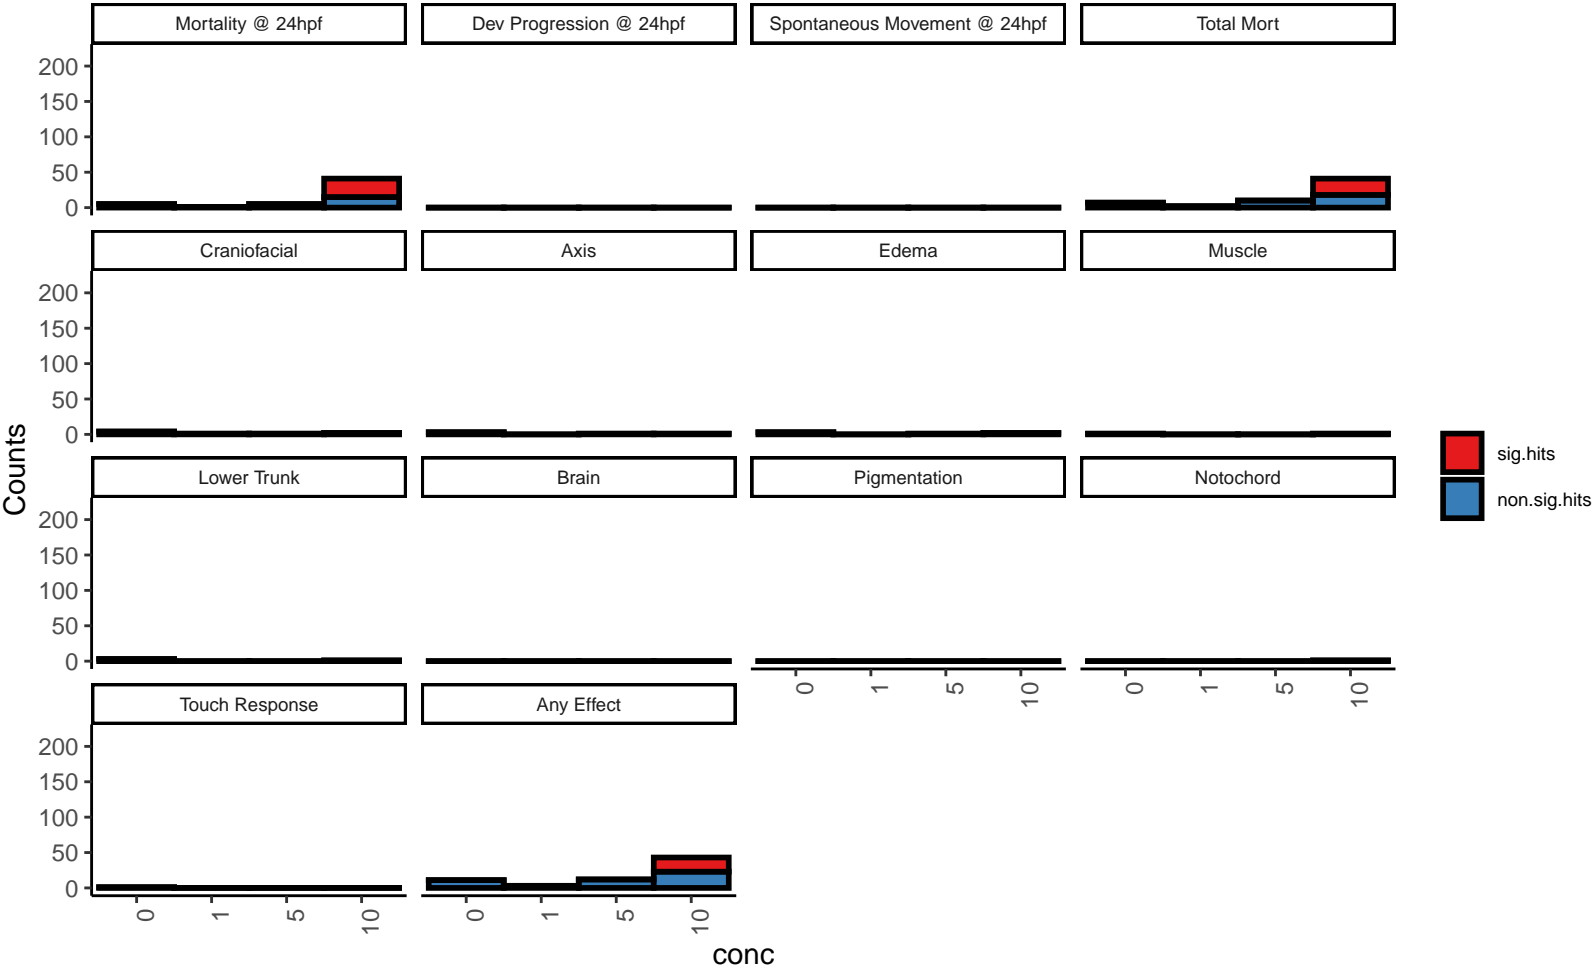 Mortality @ 24hpf
Dev Progression @ 24hpf
Spontaneous Movement @ 24hpf
Total Mort
200
150
100
50
0
Craniofacial
Axis
Edema
Muscle
200
150
100
50
0
Counts
sig.hits
non.sig.hits
Lower Trunk
Brain
Pigmentation
Notochord
200
150
100
50
0
0 1 5 10
0 1 5 10
Touch Response
Any Effect
200
150
100
50
0
0 1 5 10
0 1 5 10
conc